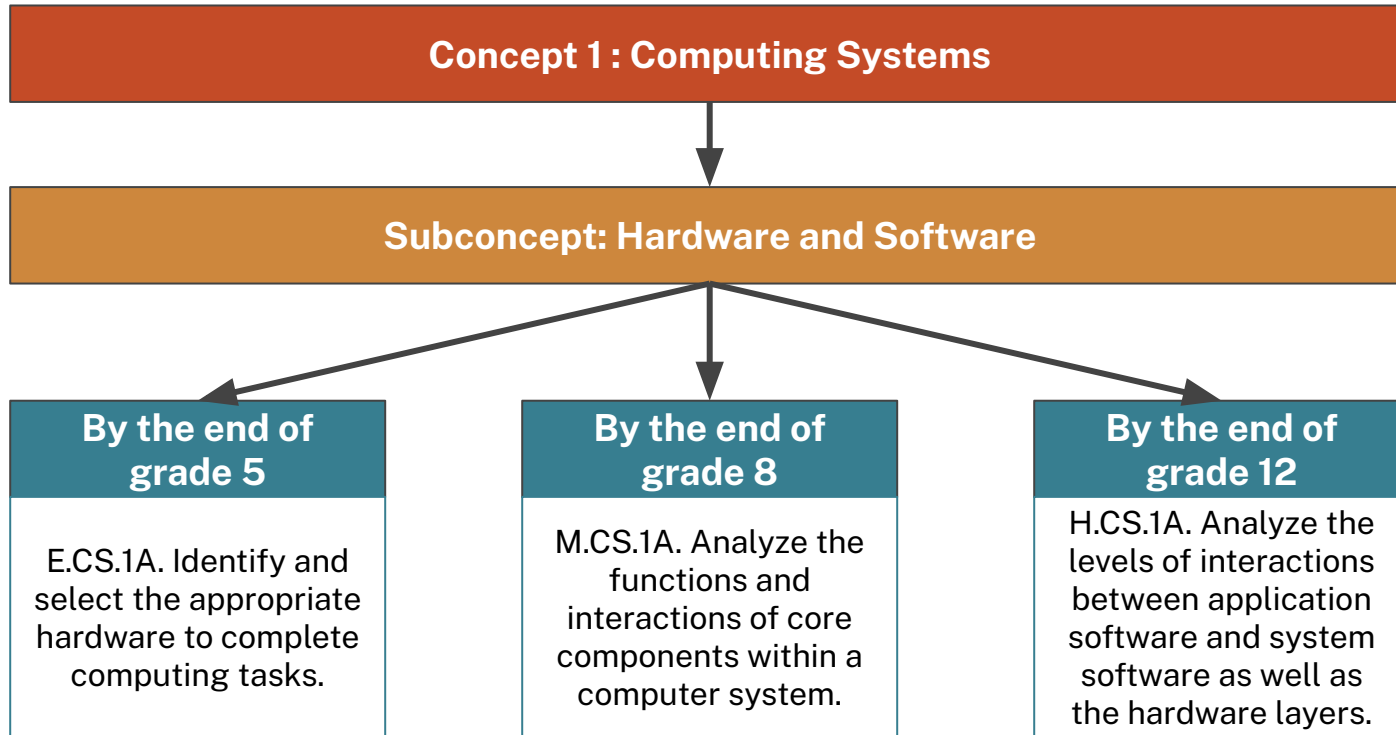 Concept 1 : Computing Systems
Subconcept: Hardware and Software
By the end of
grade 5
E.CS.1A. Identify and
select the appropriate
hardware to complete
computing tasks.
By the end of
grade 8
M.CS.1A. Analyze the
functions and
interactions of core
components within a
computer system.
By the end of
grade 12
H.CS.1A. Analyze the
levels of interactions
between application
software and system
software as well as
the hardware layers.